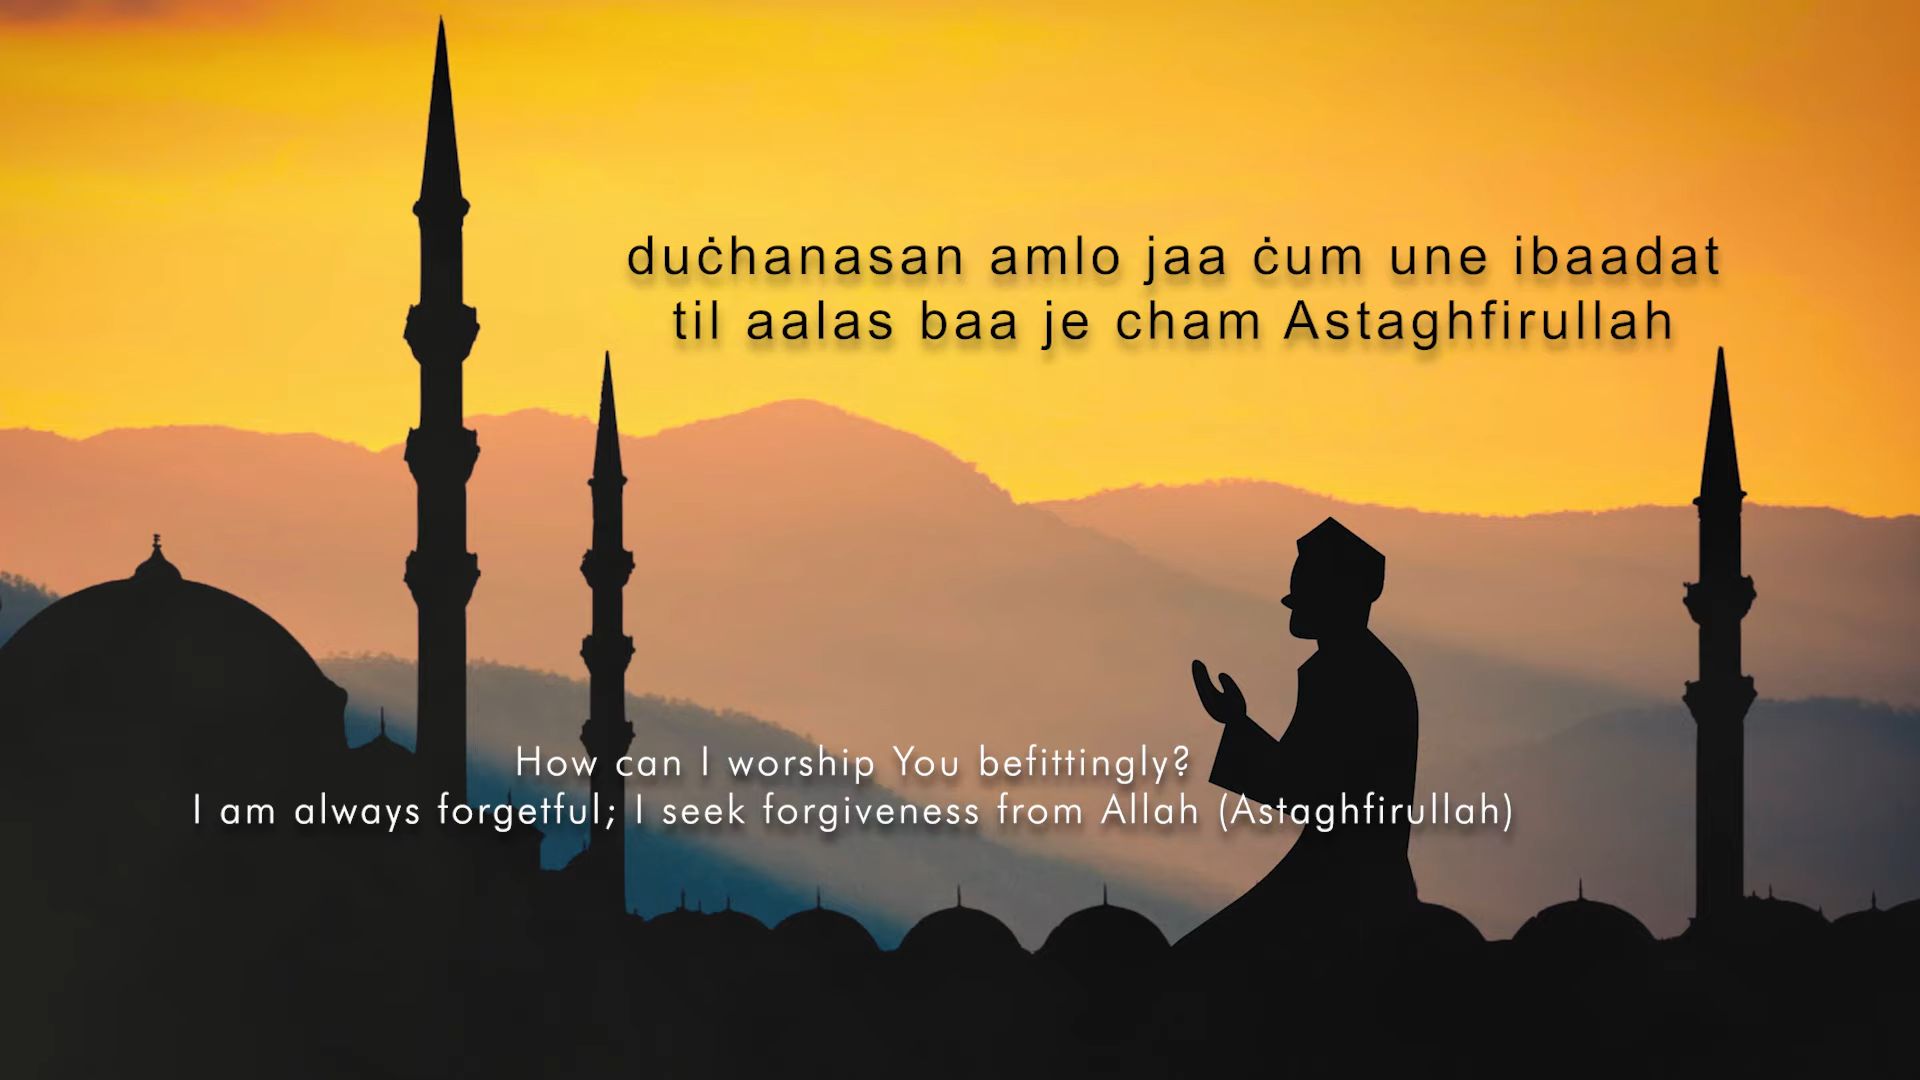 duċhanasan amlo jaa ċum une ibaadat
til aalas baa je cham Astaghfirullah
How can I worship You befittingly?
I am always forgetful; I seek forgiveness from Allah (Astaghfirullah)